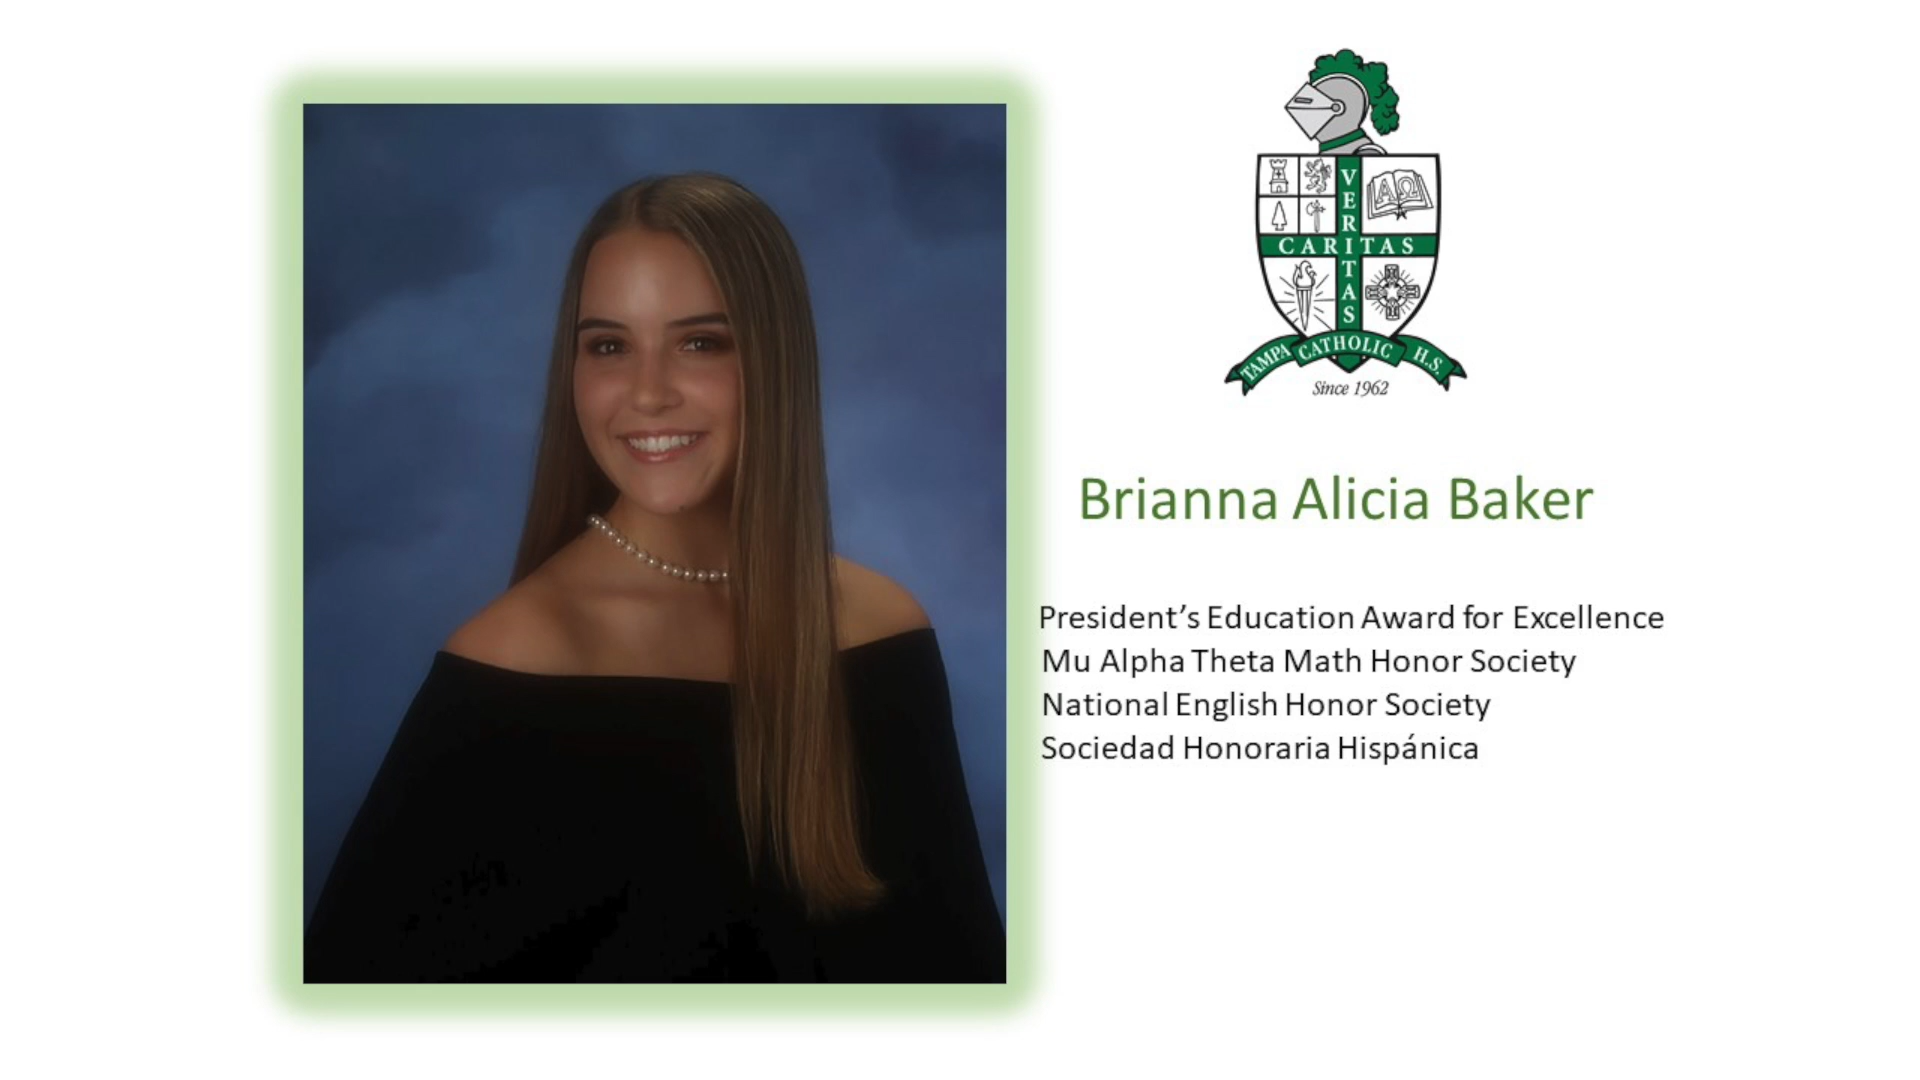 VERITAS
CARITAS
ΑΩ
TAMPA CATHOLIC H.S.
Since 1962
Brianna Alicia Baker
President’s Education Award for Excellence
Mu Alpha Theta Math Honor Society
National English Honor Society
Sociedad Honoraria Hispánica